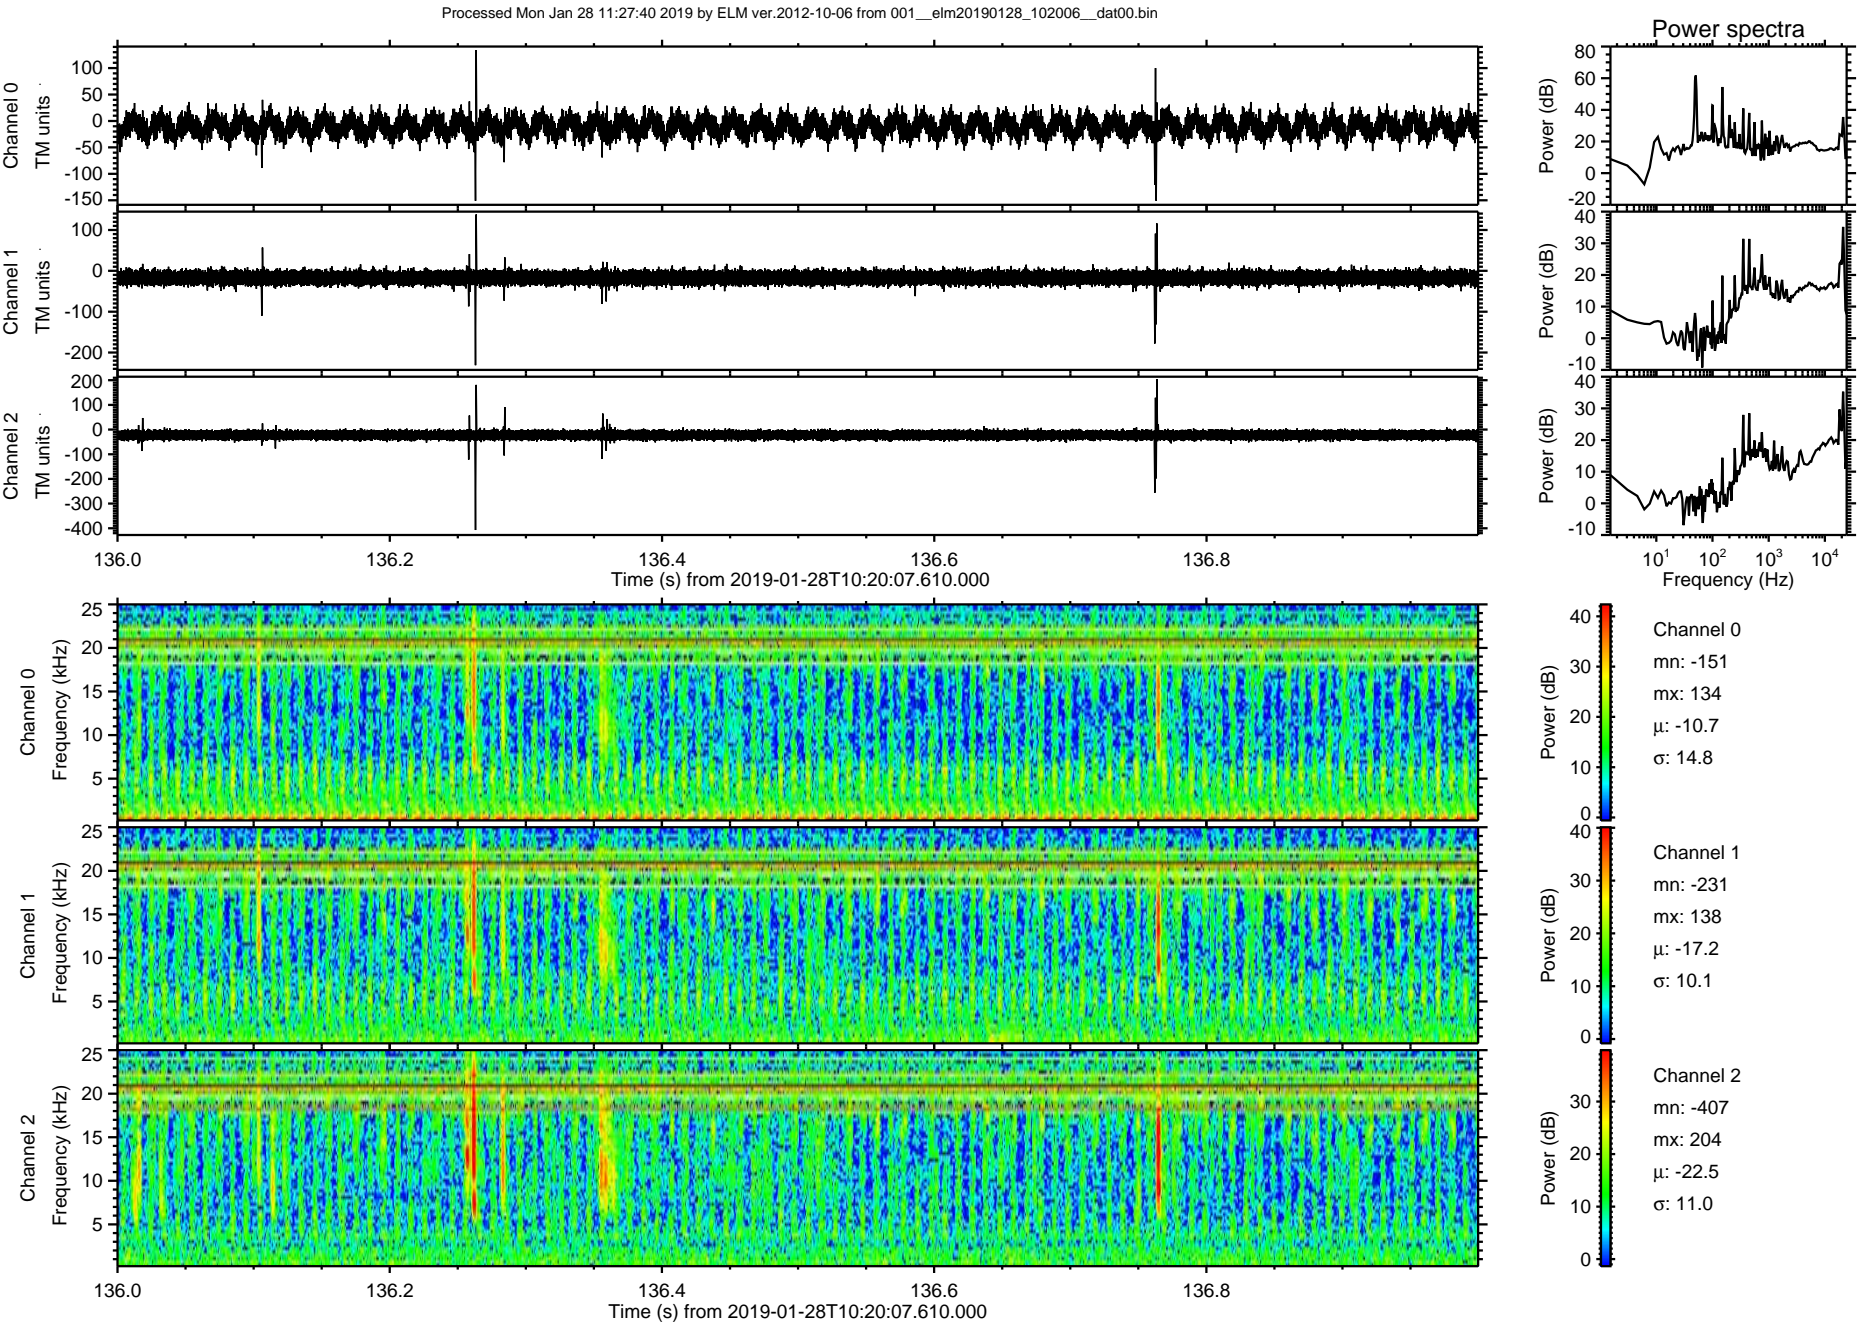 Processed Mon Jan 28 11:27:40 2019 by ELM ver.2012-10-06 from 001__elm20190128_102006__dat00.bin
Power spectra
Channel 0
TM units
100
50
0
-50
-100
-150
Power (dB)
80
60
40
20
0
-20
Channel 1
TM units
100
0
-100
-200
Power (dB)
40
30
20
10
0
-10
Channel 2
TM units
200
100
0
-100
-200
-300
-400
Power (dB)
40
30
20
10
0
-10
136.0 136.2 136.4 136.6 136.8
Time (s) from 2019-01-28T10:20:07.610.000
10^1 10^2 10^3 10^4
Frequency (Hz)
Channel 0
Frequency (kHz)
25
20
15
10
5
Power (dB)
40
30
20
10
0
Channel 0
mn: -151
mx: 134
μ: -10.7
σ: 14.8
Channel 1
Frequency (kHz)
25
20
15
10
5
Power (dB)
40
30
20
10
0
Channel 1
mn: -231
mx: 138
μ: -17.2
σ: 10.1
Channel 2
Frequency (kHz)
25
20
15
10
5
Power (dB)
30
20
10
0
Channel 2
mn: -407
mx: 204
μ: -22.5
σ: 11.0
136.0 136.2 136.4 136.6 136.8
Time (s) from 2019-01-28T10:20:07.610.000